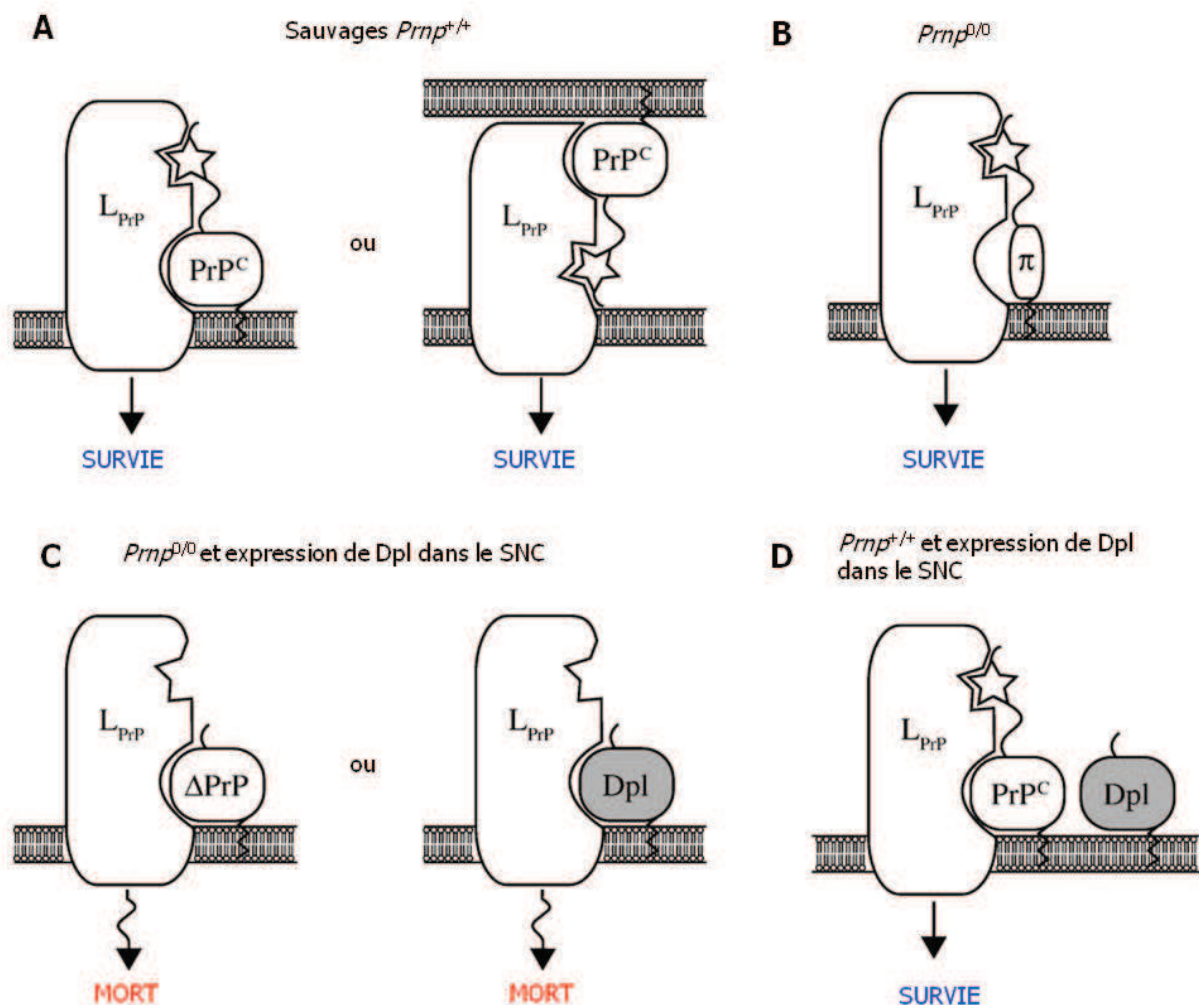 A
Sauvages Prnp+/+
B
Prnp0/0
LPrP
PrPC
ou
LPrP
PrPC
LPrP
π
SURVIE
SURVIE
SURVIE
C
Prnp0/0 et expression de Dpl dans le SNC
D
Prnp+/+ et expression de Dpl
dans le SNC
LPrP
ΔPrP
ou
LPrP
Dpl
LPrP
PrPC
Dpl
MORT
MORT
SURVIE